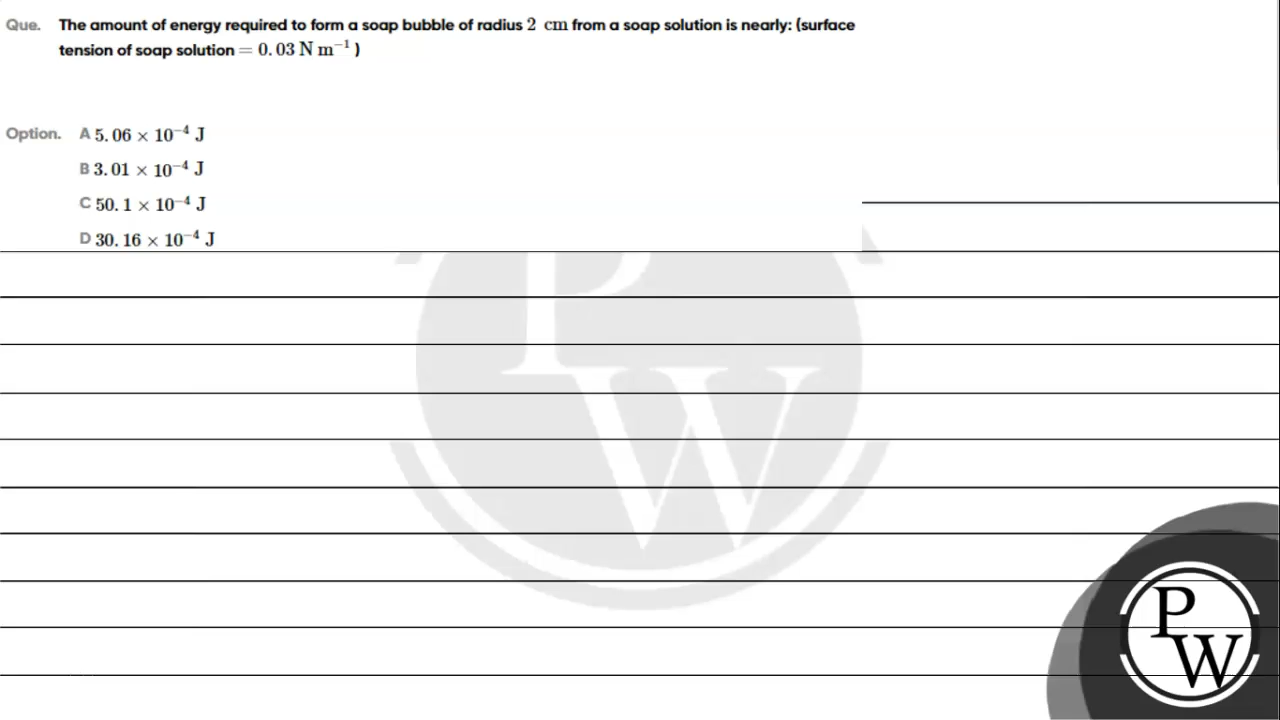 Que. The amount of energy required to form a soap bubble of radius 2 cm from a soap solution is nearly: (surface
tension of soap solution = 0.03 N m⁻¹ )
Option. A 5.06 × 10⁻⁴ J
B 3.01 × 10⁻⁴ J
C 50.1 × 10⁻⁴ J
D 30.16 × 10⁻⁴ J
P
W
P
W